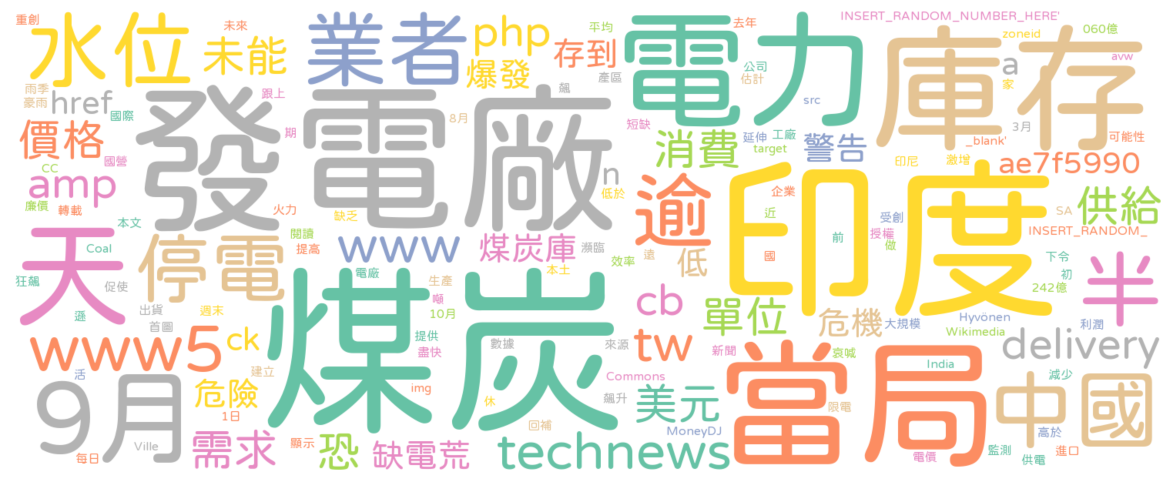 重創
水位
未能
業者
php
爆發
未來
平均
存到
產區
電力
去年
公司
估計
INSERT_RANDOM_NUMBER_HERE'
zoneid
060億
avw
庫存
a
家
src
雨季
豪雨
href
國際
跟上
飆
8月
發電廠
3月
_blank'
可能性
價格
cc
國營
期
短缺
消費
延伸
工廠
target
警告
印尼
激增
ae7f5990
amp
廉價
轉載
本文
火力
缺乏
n
低於
逾
企業
印度
近
受創
授權
做
SA
供給
INSERT_RANDOM_
天
Coal
停電
閱讀
提高
www
煤炭庫
瀕臨
本土
效率
遠
低
國
前
下令
初
242億
半
狂飆
促使
電廠
生產
噸
10月
煤炭
cb
單位
危機
大規模
Hyvönen
Wikimedia
利潤
遜
週末
出貨
首圖
www5
ck
建立
提供
盡快
數據
來源
tw
新聞
哀喊
delivery
India
當局
9月
活
危險
1日
img
休
Commons
飆升
美元
MoneyDJ
限電
減少
高於
中國
每日
Ville
需求
顯示
恐
缺電荒
回補
technews
電價
監測
供電
進口